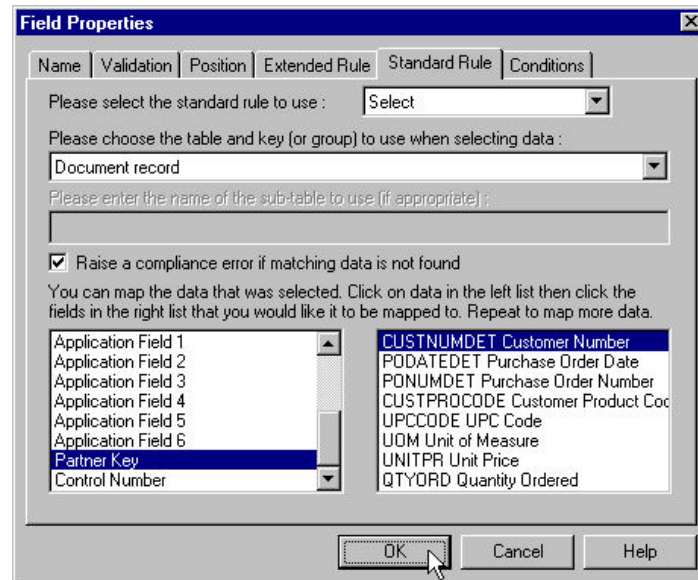 Field Properties
Name Validation Position Extended Rule Standard Rule Conditions
Please select the standard rule to use : Select
Please choose the table and key (or group) to use when selecting data :
Document record
Please enter the name of the sub-table to use (if appropriate) :
Raise a compliance error if matching data is not found
You can map the data that was selected. Click on data in the left list then click the
fields in the right list that you would like it to be mapped to. Repeat to map more data.
Application Field 1
Application Field 2
Application Field 3
Application Field 4
Application Field 5
Application Field 6
Partner Key
Control Number
CUSTNUMDET Customer Number
PODATEDET Purchase Order Date
PONUMDET Purchase Order Number
CUSTPROCODE Customer Product Coc
UPCCODE UPC Code
UOM Unit of Measure
UNITPR Unit Price
QTYORD Quantity Ordered
OK Cancel Help